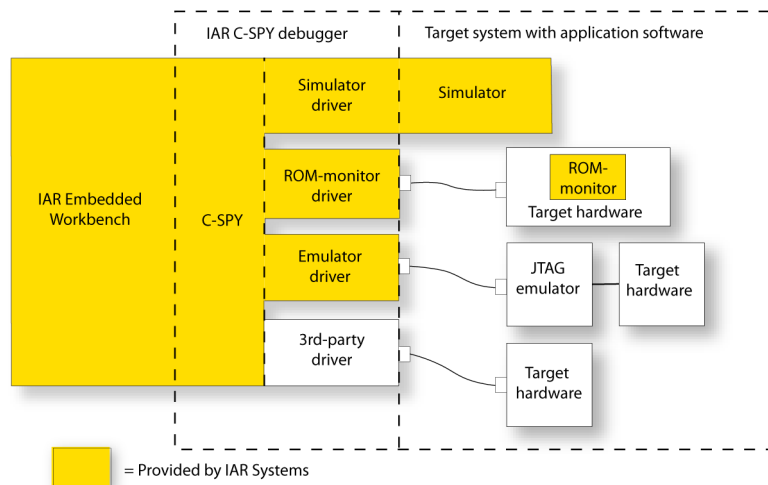 IAR C-SPY debugger
Target system with application software
Simulator
driver
Simulator
ROM-monitor
driver
ROM-
monitor
Target hardware
IAR Embedded
Workbench
C-SPY
Emulator
driver
JTAG
emulator
Target
hardware
3rd-party
driver
Target
hardware
= Provided by IAR Systems